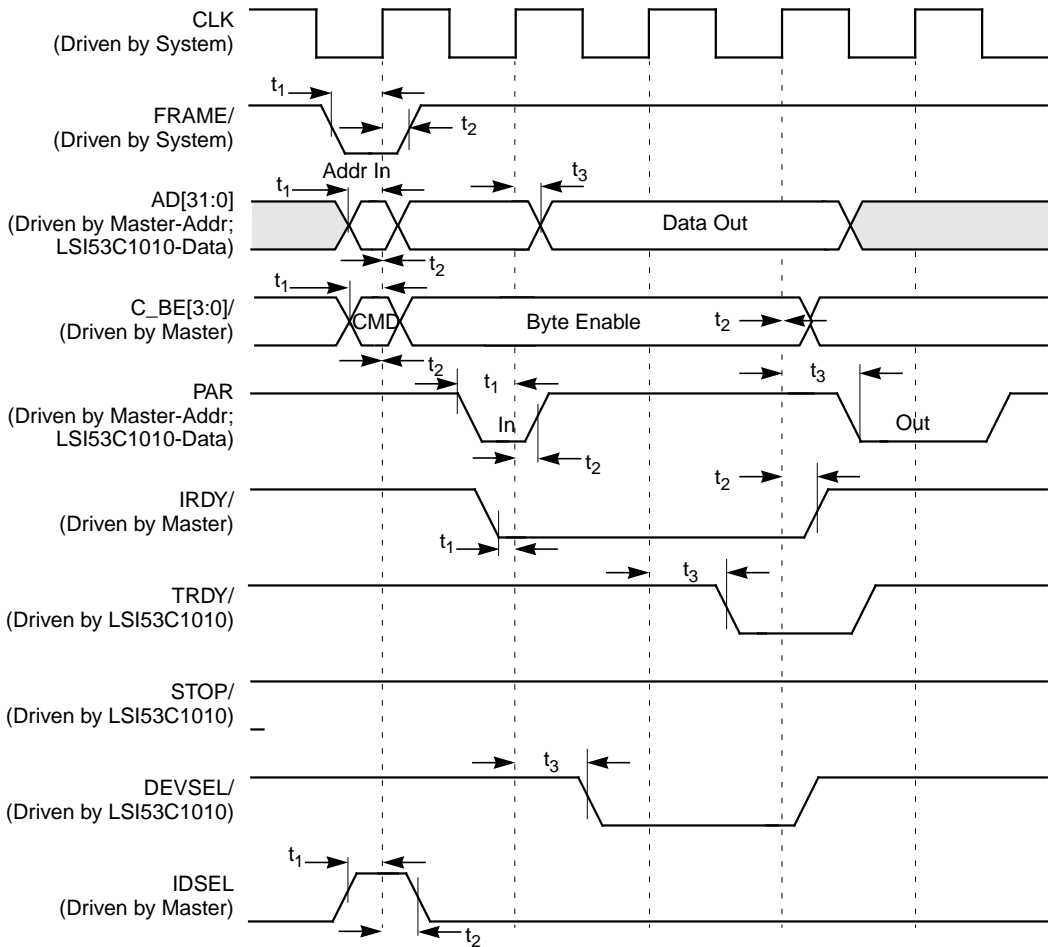 CLK
(Driven by System)
t1
FRAME/
(Driven by System)
t2
Addr In
t1
t3
AD[31:0]
(Driven by Master-Addr;
LSI53C1010-Data)
Data Out
t2
t1
C_BE[3:0]/
(Driven by Master)
CMD
Byte Enable
t2
t2
PAR
(Driven by Master-Addr;
LSI53C1010-Data)
t1
t3
In
Out
t2
t2
IRDY/
(Driven by Master)
t1
t3
TRDY/
(Driven by LSI53C1010)
STOP/
(Driven by LSI53C1010)
t3
DEVSEL/
(Driven by LSI53C1010)
t1
IDSEL
(Driven by Master)
t2